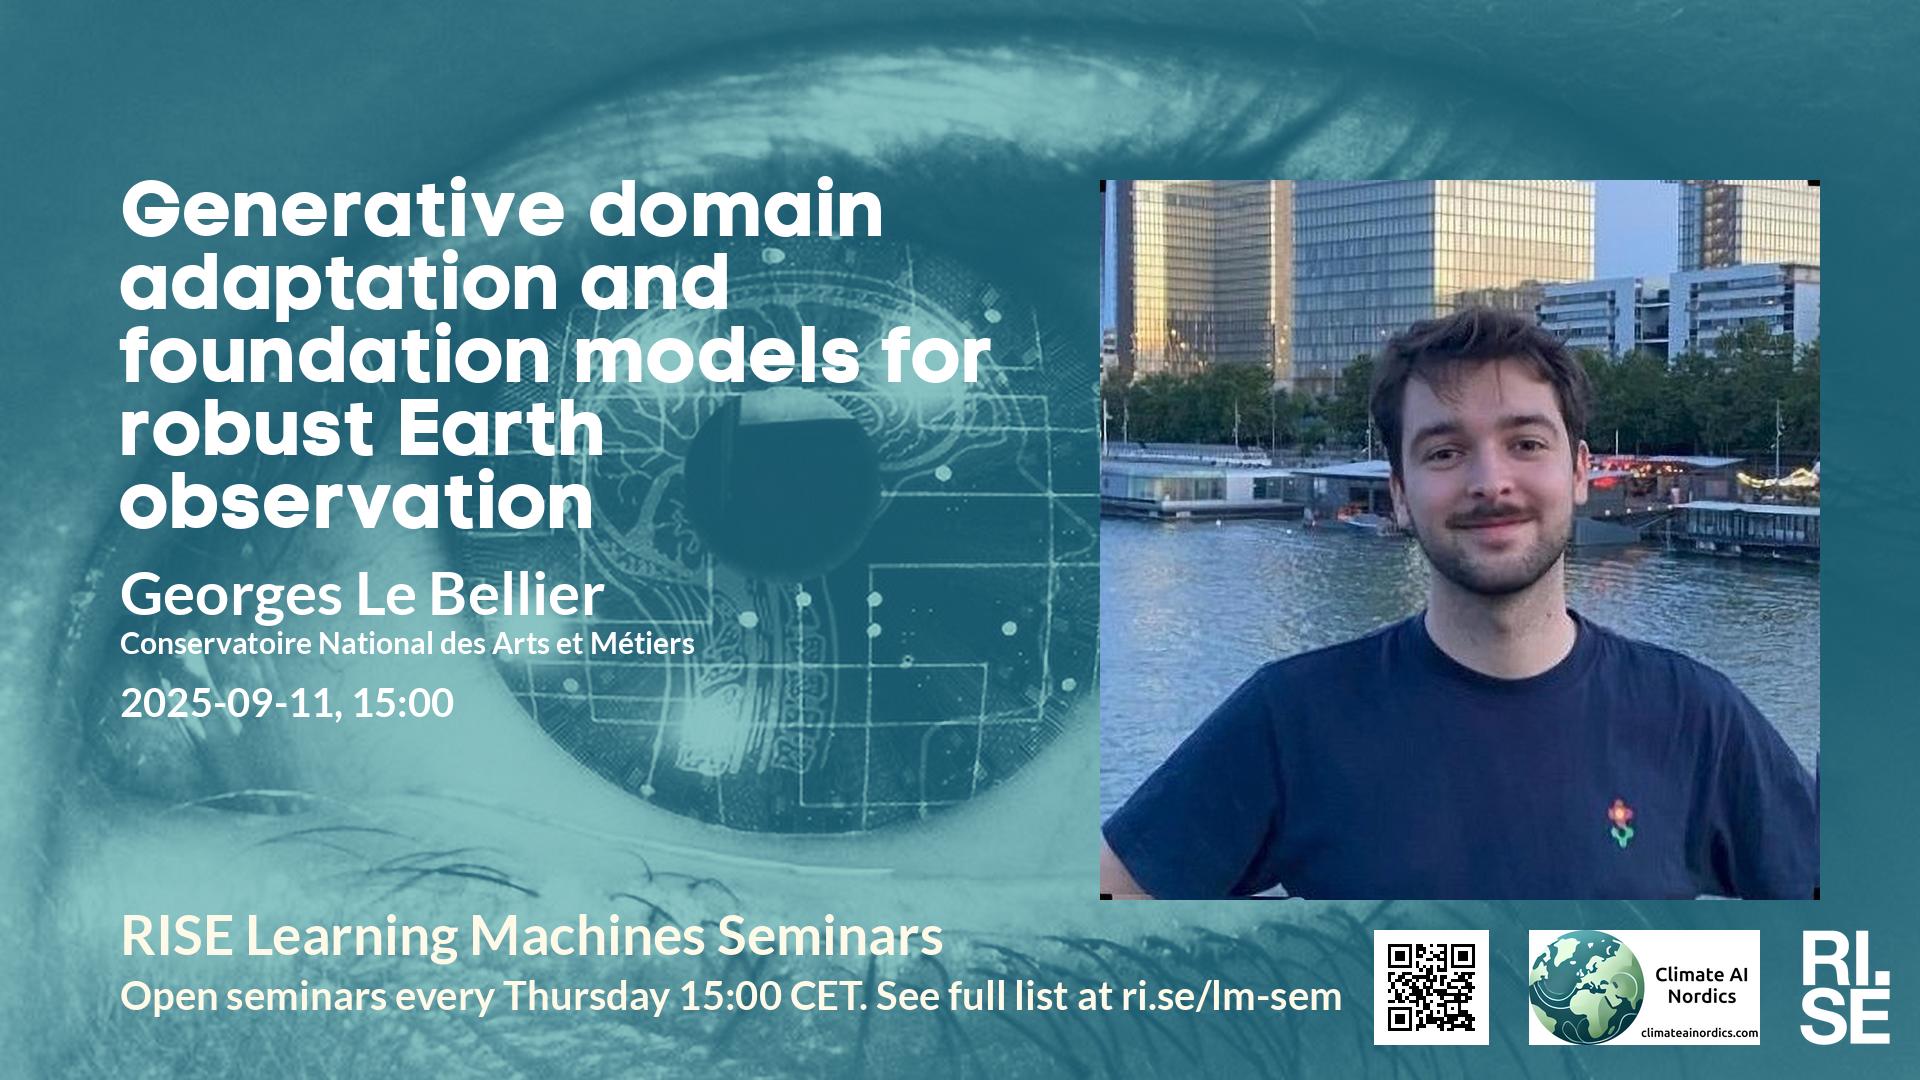 Generative domain
adaptation and
foundation models for
robust Earth
observation
Georges Le Bellier
Conservatoire National des Arts et Métiers
2025-09-11, 15:00
RISE Learning Machines Seminars
Open seminars every Thursday 15:00 CET. See full list at ri.se/lm-sem
Climate AI
Nordics
climateainordics.com
RI.
SE